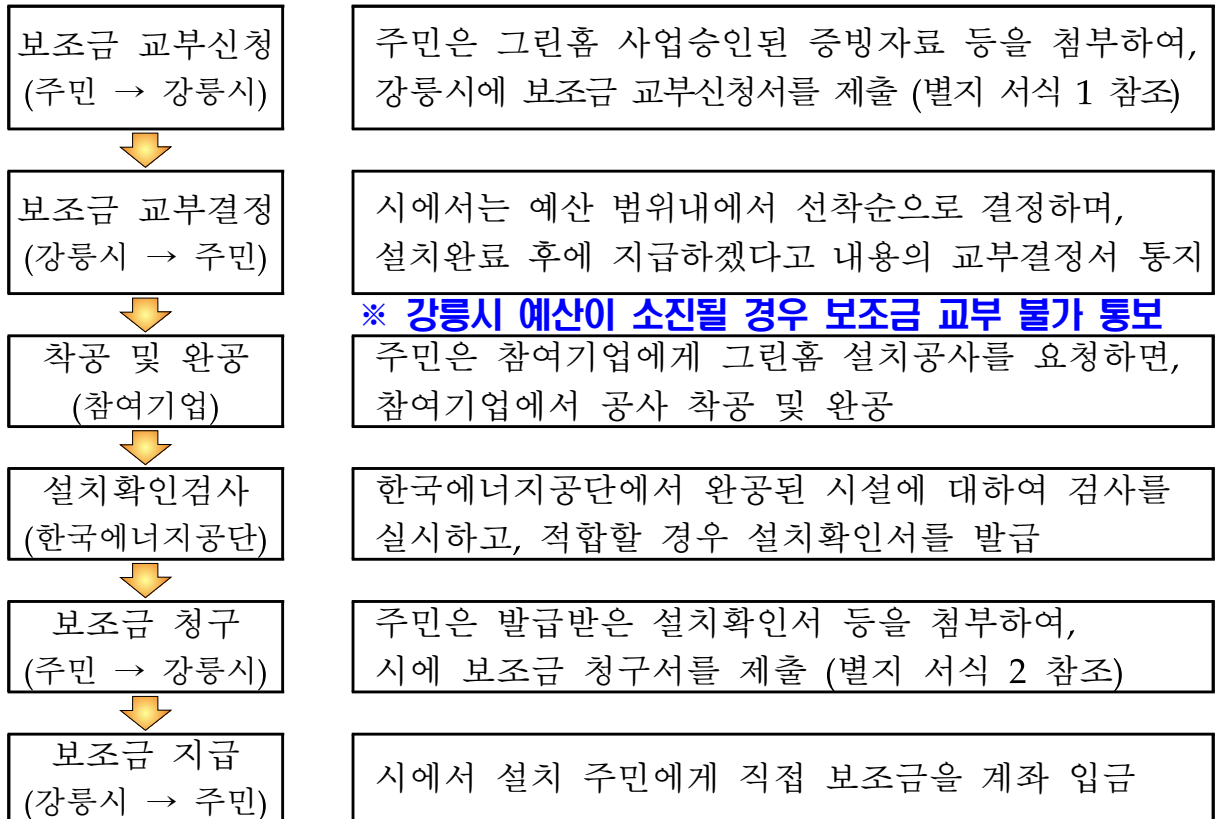 보조금 교부신청
(주민 → 강릉시)
주민은 그린홈 사업승인된 증빙자료 등을 첨부하여,
강릉시에 보조금 교부신청서를 제출 (별지 서식 1 참조)
보조금 교부결정
(강릉시 → 주민)
시에서는 예산 범위내에서 선착순으로 결정하며,
설치완료 후에 지급하겠다고 내용의 교부결정서 통지
※ 강릉시 예산이 소진될 경우 보조금 교부 불가 통보
착공 및 완공
(참여기업)
주민은 참여기업에게 그린홈 설치공사를 요청하면,
참여기업에서 공사 착공 및 완공
설치확인검사
(한국에너지공단)
한국에너지공단에서 완공된 시설에 대하여 검사를
실시하고, 적합할 경우 설치확인서를 발급
보조금 청구
(주민 → 강릉시)
주민은 발급받은 설치확인서 등을 첨부하여,
시에 보조금 청구서를 제출 (별지 서식 2 참조)
보조금 지급
(강릉시 → 주민)
시에서 설치 주민에게 직접 보조금을 계좌 입금